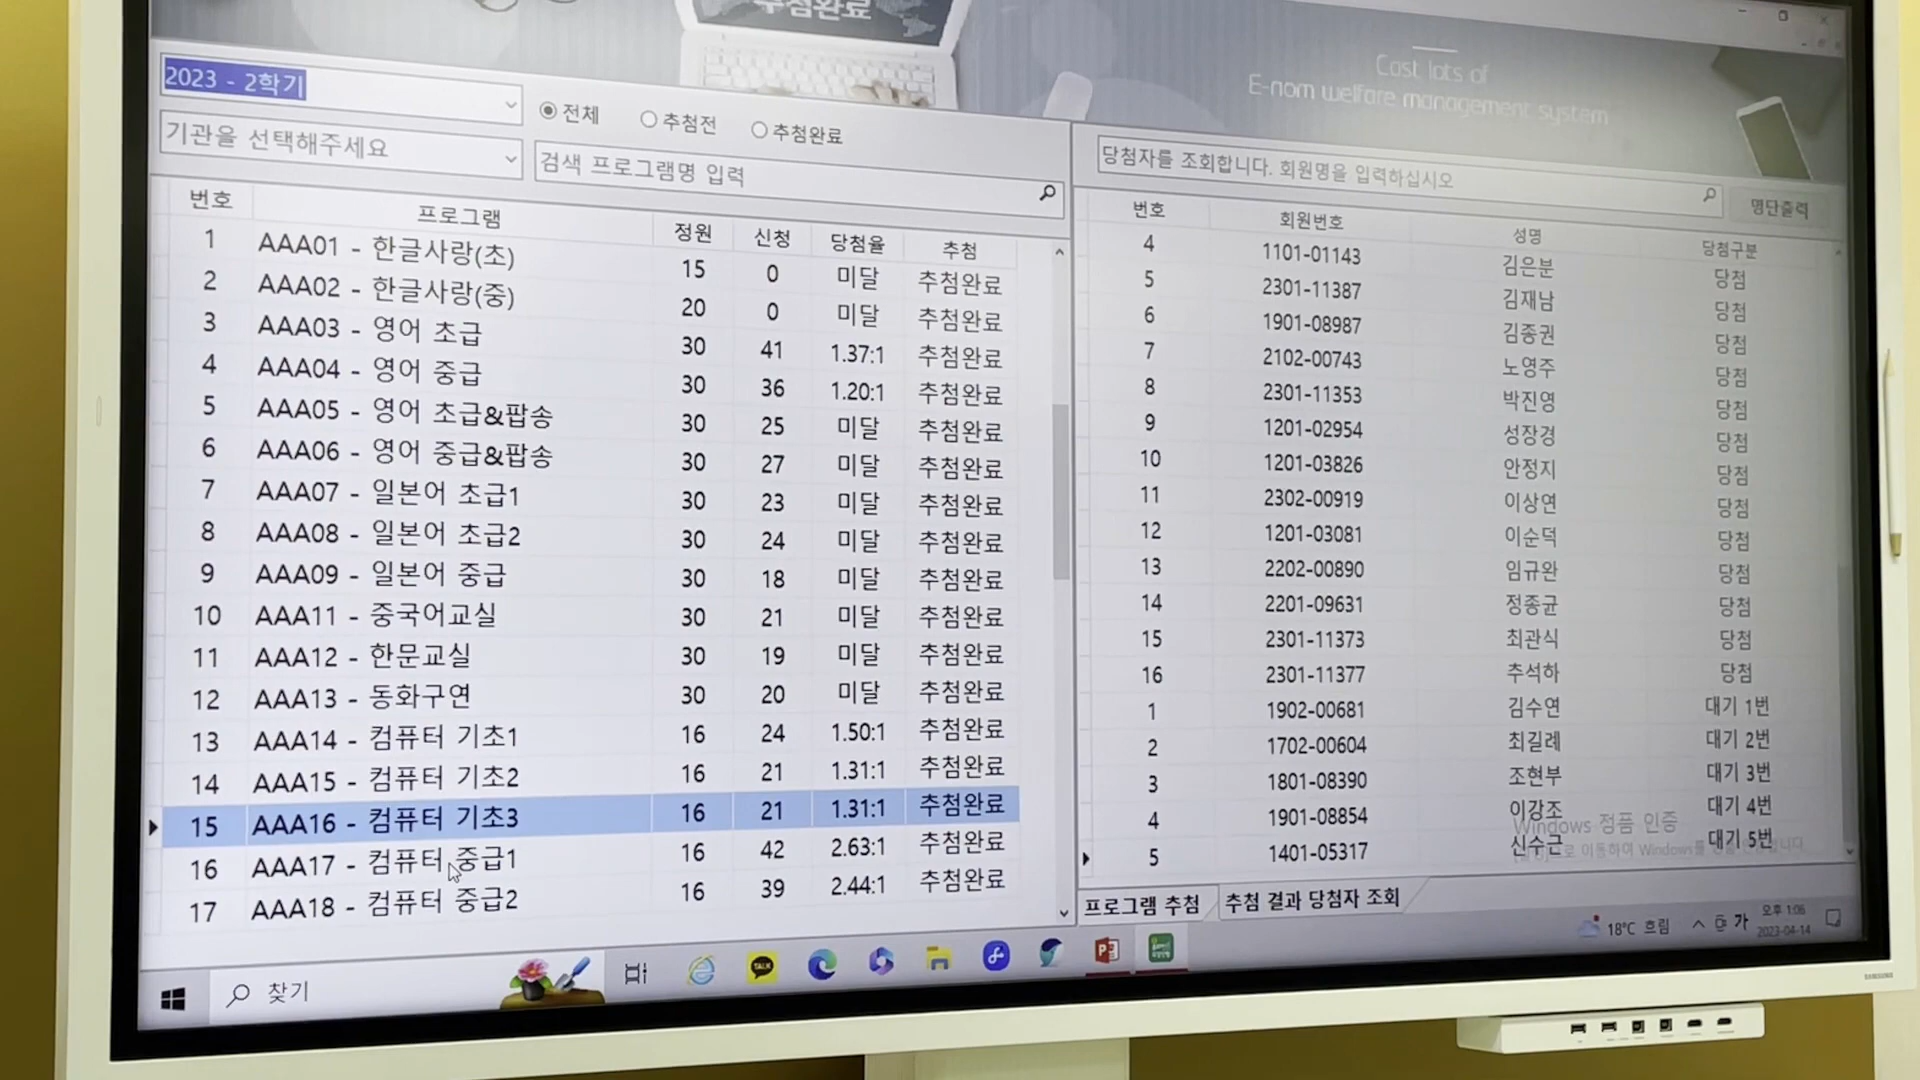 추첨완료
Cost lots of
E-nom welfare management system
2023 - 2학기
전체 추첨전 추첨완료
기관을 선택해주세요
검색 프로그램명 입력
번호 프로그램 정원 신청 당첨율 추첨
1 AAA01 - 한글사랑(초) 15 0 미달 추첨완료
2 AAA02 - 한글사랑(중) 20 0 미달 추첨완료
3 AAA03 - 영어 초급 30 41 1.37:1 추첨완료
4 AAA04 - 영어 중급 30 36 1.20:1 추첨완료
5 AAA05 - 영어 초급&팝송 30 25 미달 추첨완료
6 AAA06 - 영어 중급&팝송 30 27 미달 추첨완료
7 AAA07 - 일본어 초급1 30 23 미달 추첨완료
8 AAA08 - 일본어 초급2 30 24 미달 추첨완료
9 AAA09 - 일본어 중급 30 18 미달 추첨완료
10 AAA11 - 중국어교실 30 21 미달 추첨완료
11 AAA12 - 한문교실 30 19 미달 추첨완료
12 AAA13 - 동화구연 30 20 미달 추첨완료
13 AAA14 - 컴퓨터 기초1 16 24 1.50:1 추첨완료
14 AAA15 - 컴퓨터 기초2 16 21 1.31:1 추첨완료
15 AAA16 - 컴퓨터 기초3 16 21 1.31:1 추첨완료
16 AAA17 - 컴퓨터 중급1 16 42 2.63:1 추첨완료
17 AAA18 - 컴퓨터 중급2 16 39 2.44:1 추첨완료
당첨자를 조회합니다. 회원명을 입력하십시오
명단출력
번호 회원번호 성명 당첨구분
4 1101-01143 김은분 당첨
5 2301-11387 김재남 당첨
6 1901-08987 김종권 당첨
7 2102-00743 노영주 당첨
8 2301-11353 박진영 당첨
9 1201-02954 성장경 당첨
10 1201-03826 안정지 당첨
11 2302-00919 이상연 당첨
12 1201-03081 이순덕 당첨
13 2202-00890 임규완 당첨
14 2201-09631 정종균 당첨
15 2301-11373 최관식 당첨
16 2301-11377 추석하 당첨
1 1902-00681 김수연 대기 1번
2 1702-00604 최길례 대기 2번
3 1801-08390 조현부 대기 3번
4 1901-08854 이강조 대기 4번
5 1401-05317 신수근 대기 5번
Windows 정품 인증
이동하여 Windows를
프로그램 추첨 추첨 결과 당첨자 조회
찾기
TALK
18°C 흐림
가
오후 1:06
2023-04-14
SAMSUNG